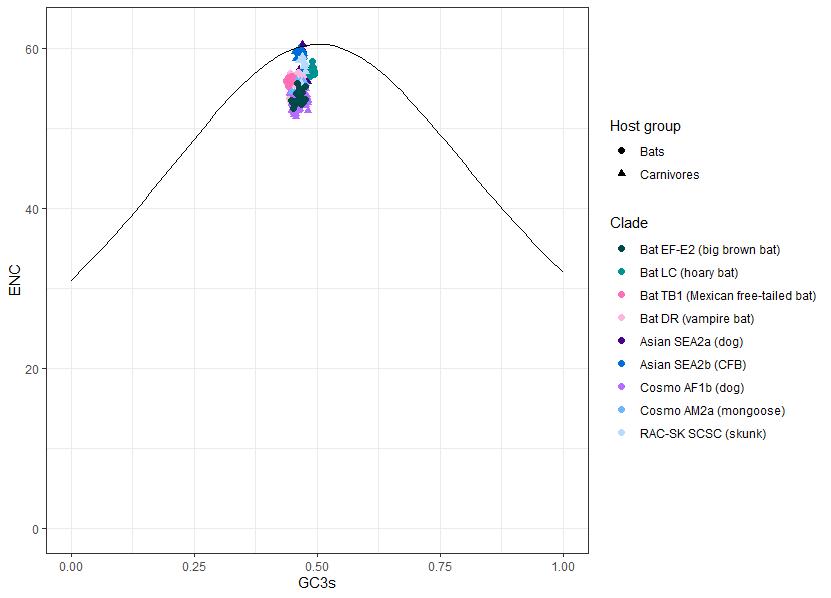 60
40
20
0
ENC
0.00
0.25
0.50
0.75
1.00
GC3s
Host group
Bats
Carnivores
Clade
Bat EF-E2 (big brown bat)
Bat LC (hoary bat)
Bat TB1 (Mexican free-tailed bat)
Bat DR (vampire bat)
Asian SEA2a (dog)
Asian SEA2b (CFB)
Cosmo AF1b (dog)
Cosmo AM2a (mongoose)
RAC-SK SCSC (skunk)